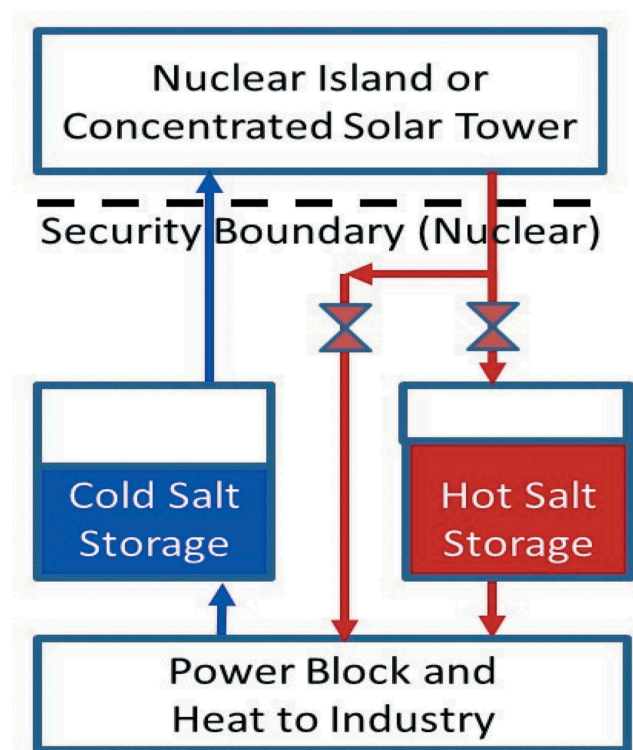 Nuclear Island or
Concentrated Solar Tower
Security Boundary (Nuclear)
Cold Salt
Storage
Hot Salt
Storage
Power Block and
Heat to Industry